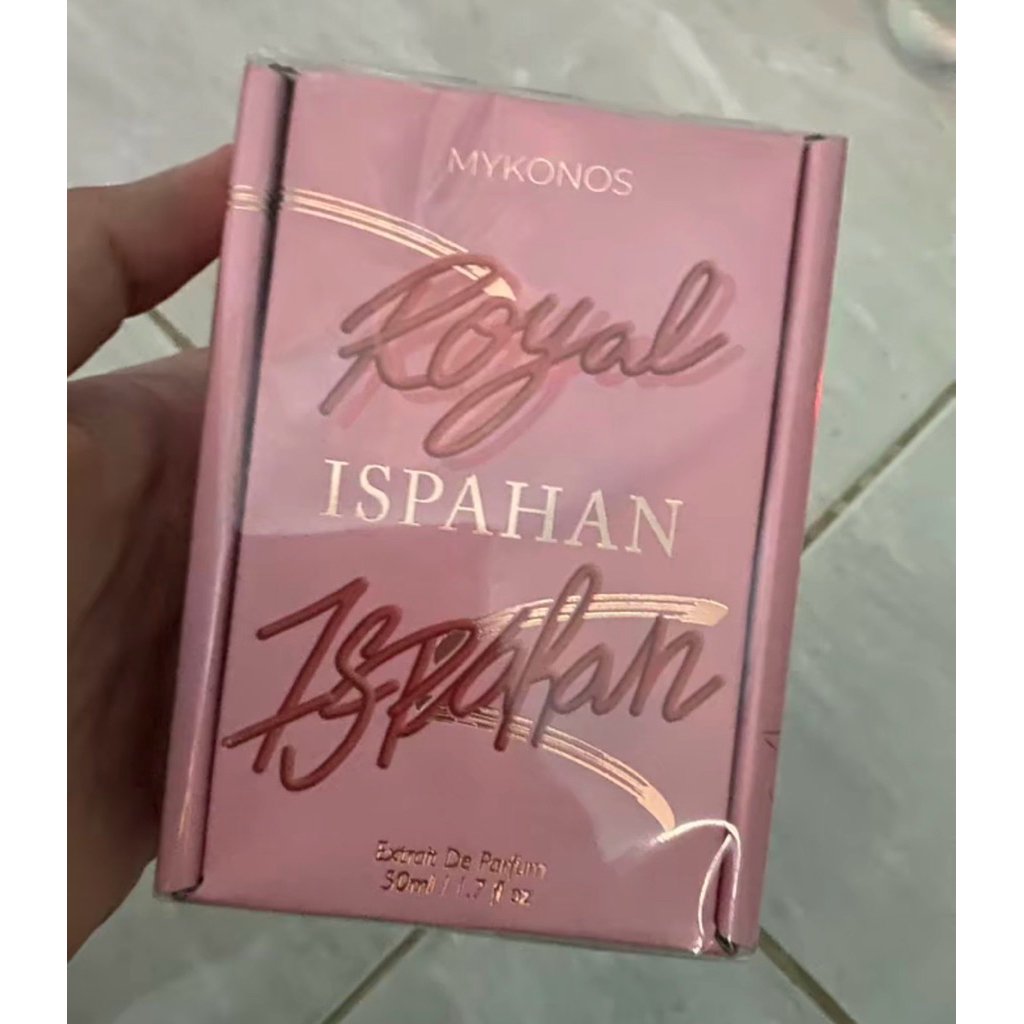 MYKONOS
Royal
ISPAHAN
Ispahan
Extrait De Parfum
50ml / 1.7 fl oz